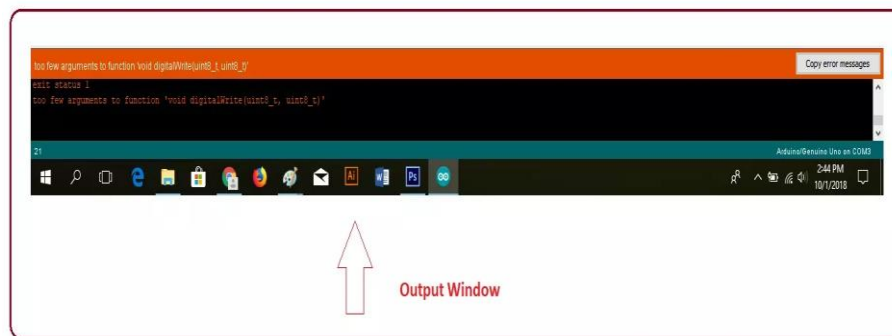 too few arguments to function 'void digitalWrite(uint8_t, uint8_t)'
Copy error messages
exit status 1
too few arguments to function 'void digitalWrite(uint8_t, uint8_t)'
21
Arduino/Genuino Uno on COM3
Ai
W
Ps
2:44 PM
10/1/2018
Output Window